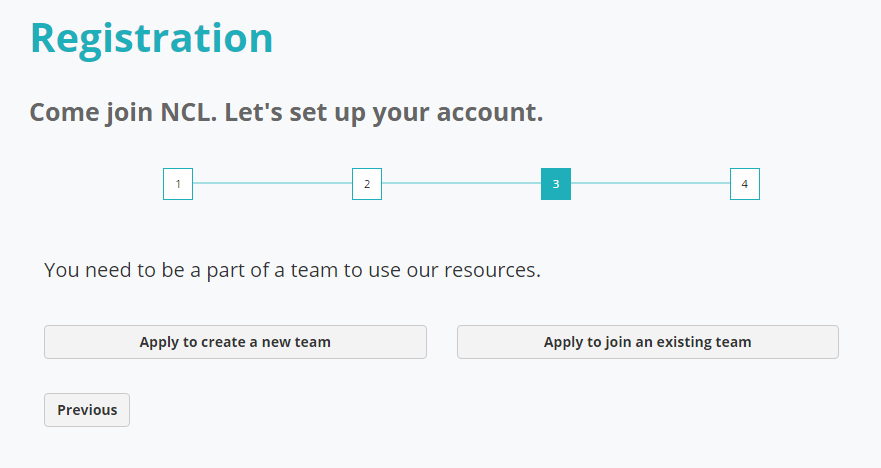 Registration
Come join NCL. Let's set up your account.
1 2 3 4
You need to be a part of a team to use our resources.
Apply to create a new team Apply to join an existing team
Previous